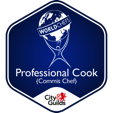 WORLDCHEFS
Professional Cook
(Commis Chef)
City&
Guilds